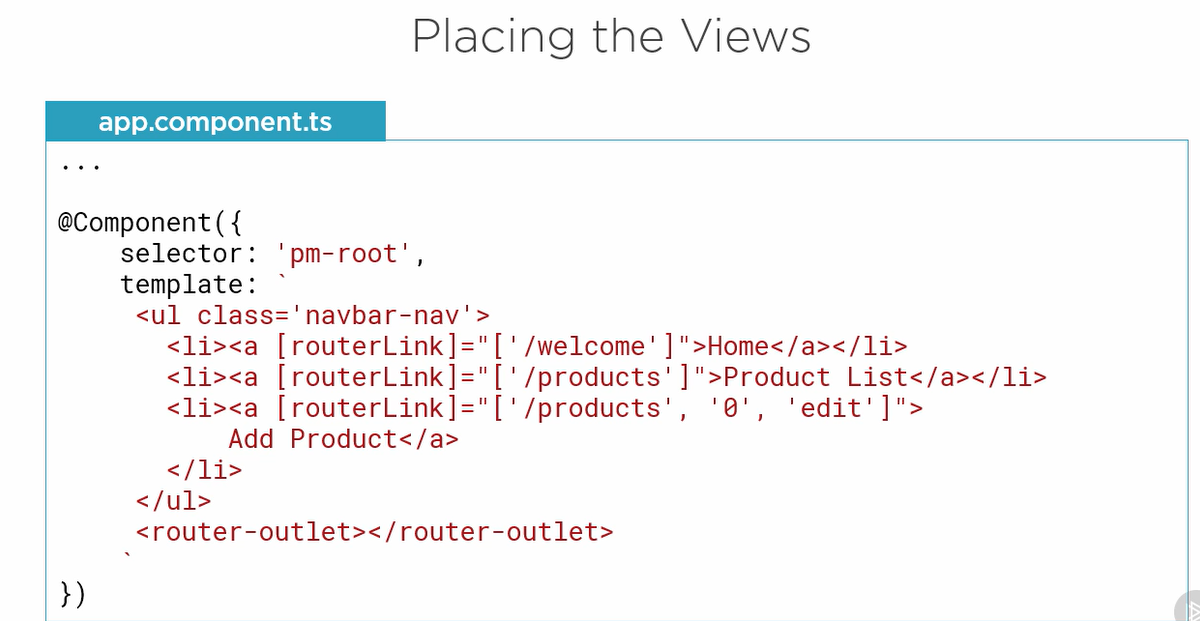 Placing the Views
app.component.ts
...
@Component({
    selector: 'pm-root',
    template: `
     <ul class='navbar-nav'>
       <li><a [routerLink]="['/welcome']">Home</a></li>
       <li><a [routerLink]="['/products']">Product List</a></li>
       <li><a [routerLink]="['/products', '0', 'edit']">
           Add Product</a>
       </li>
     </ul>
     <router-outlet></router-outlet>
    `
})